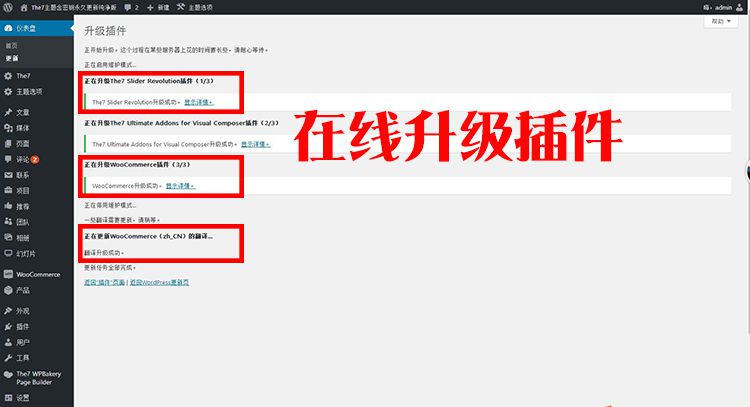 The7主题含密钥永久更新纯净版 2 0 新建 主题选项
嗨，admin
帮助
仪表盘
首页
更新
The7
主题选项
文章
媒体
页面
评论 2
联系
项目
推荐
团队
相册
幻灯片
WooCommerce
产品
外观
插件
用户
工具
The7 WPBakery
Page Builder
设置
升级插件
正开始升级。这个过程在某些服务器上花的时间要长些，请耐心等待。
正在启用维护模式…
正在升级The7 Slider Revolution插件（1/3）
The7 Slider Revolution升级成功。 显示详情。
正在升级The7 Ultimate Addons for Visual Composer插件（2/3）
The7 Ultimate Addons for Visual Composer升级成功。 显示详情。
正在升级WooCommerce插件（3/3）
WooCommerce升级成功。 显示详情。
正在停用维护模式…
一些翻译需要更新。请稍等。
正在更新WooCommerce（zh_CN）的翻译…
翻译升级成功。
更新任务全部完成。
返回“插件”页面 | 返回WordPress更新页
在线升级插件